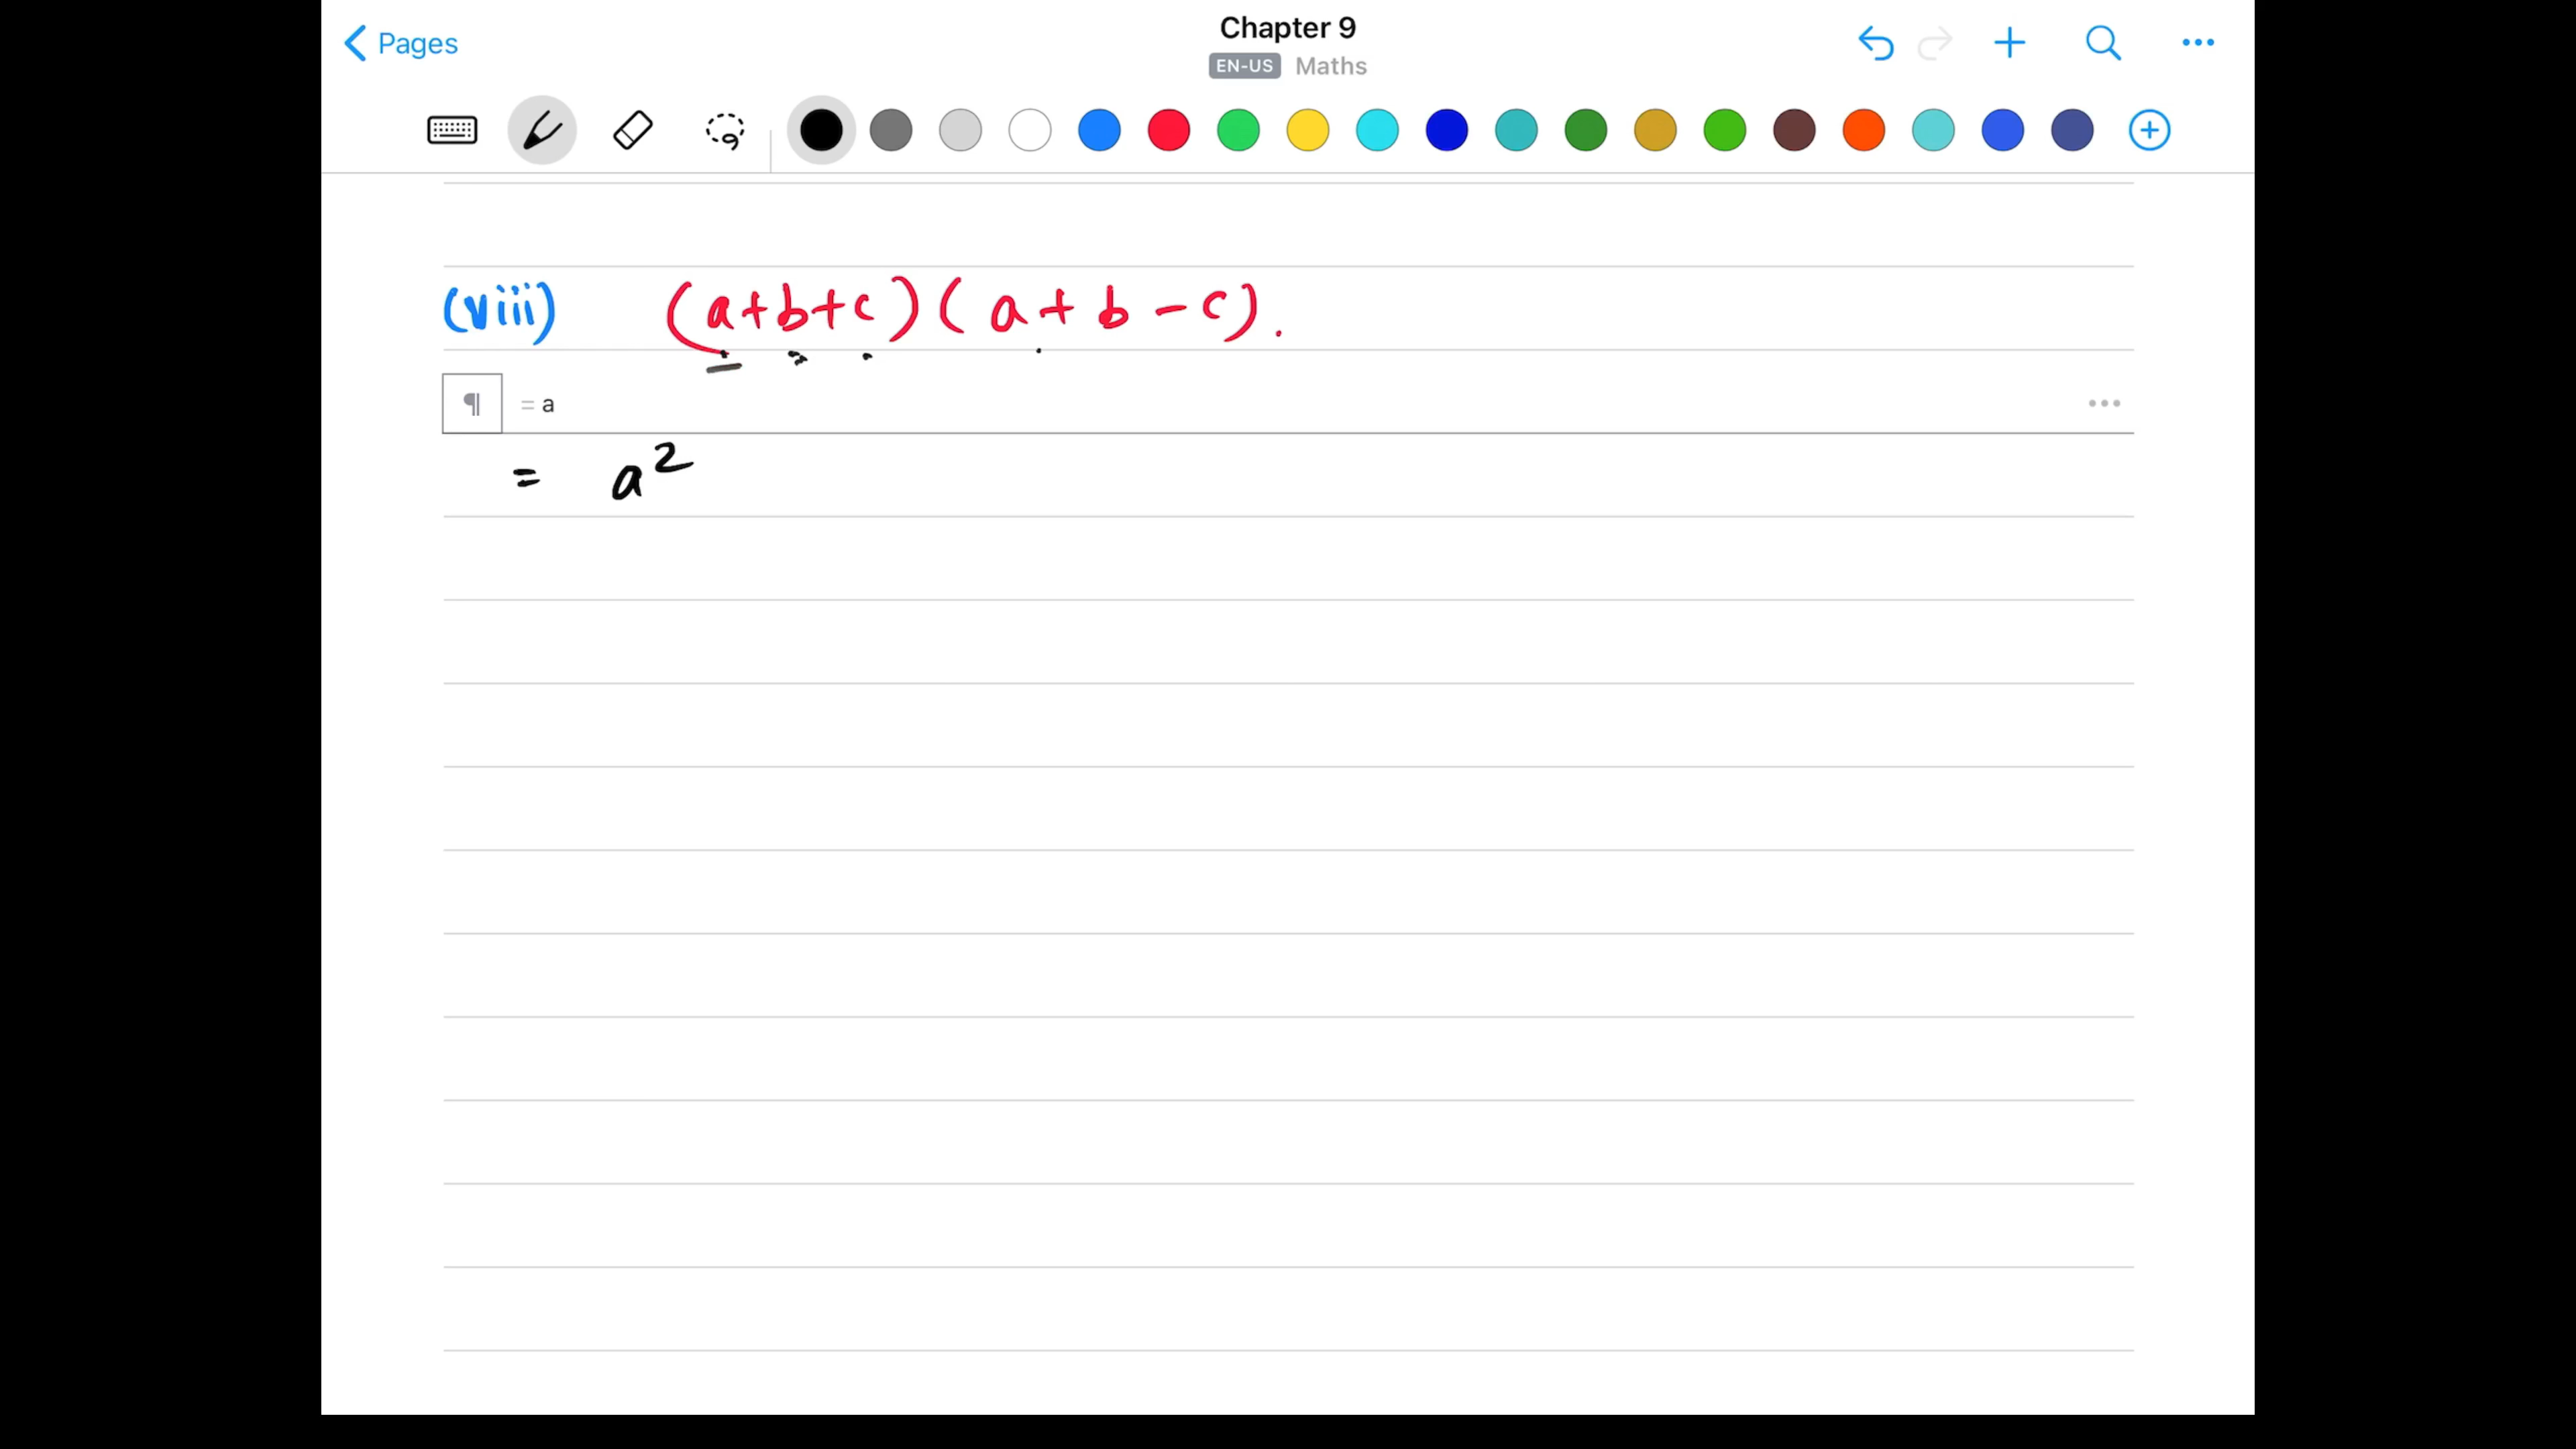 Pages
Chapter 9
EN-US Maths
(viii) (a+b+c)(a+b-c).
¶ = a
= a²